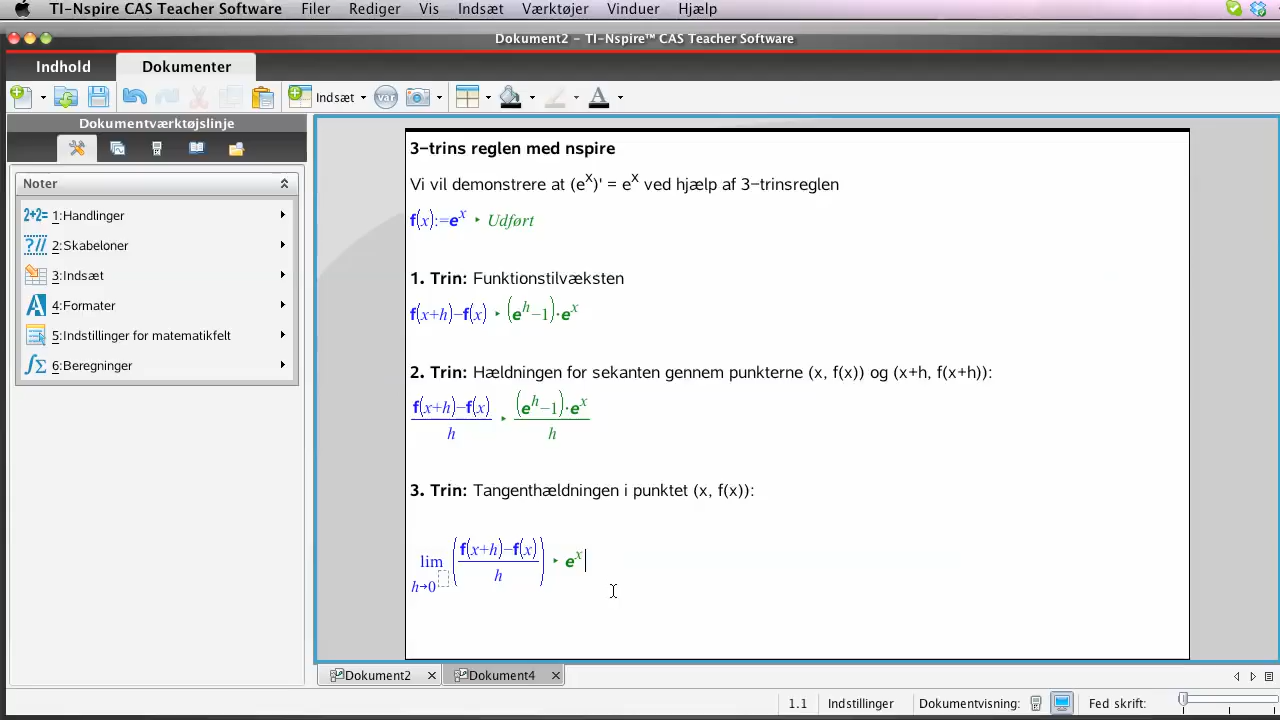 TI-Nspire CAS Teacher Software Filer Rediger Vis Indsæt Værktøjer Vinduer Hjælp
Dokument2 – TI-Nspire™ CAS Teacher Software
Indhold Dokumenter
Indsæt var
Dokumentværktøjslinje
Noter
2+2= 1:Handlinger
?// 2:Skabeloner
3:Indsæt
A 4:Formater
5:Indstillinger for matematikfelt
∫Σ 6:Beregninger
3-trins reglen med nspire
Vi vil demonstrere at (eˣ)' = eˣ ved hjælp af 3-trinsreglen
f(x):=eˣ ▸ Udført
1. Trin: Funktionstilvæksten
f(x+h)−f(x) ▸ (eʰ−1)·eˣ
2. Trin: Hældningen for sekanten gennem punkterne (x, f(x)) og (x+h, f(x+h)):
f(x+h)−f(x) ▸ (eʰ−1)·eˣ
h h
3. Trin: Tangenthældningen i punktet (x, f(x)):
lim (f(x+h)−f(x)) ▸ eˣ
h→0 h
Dokument2 Dokument4
1.1 Indstillinger Dokumentvisning: Fed skrift: